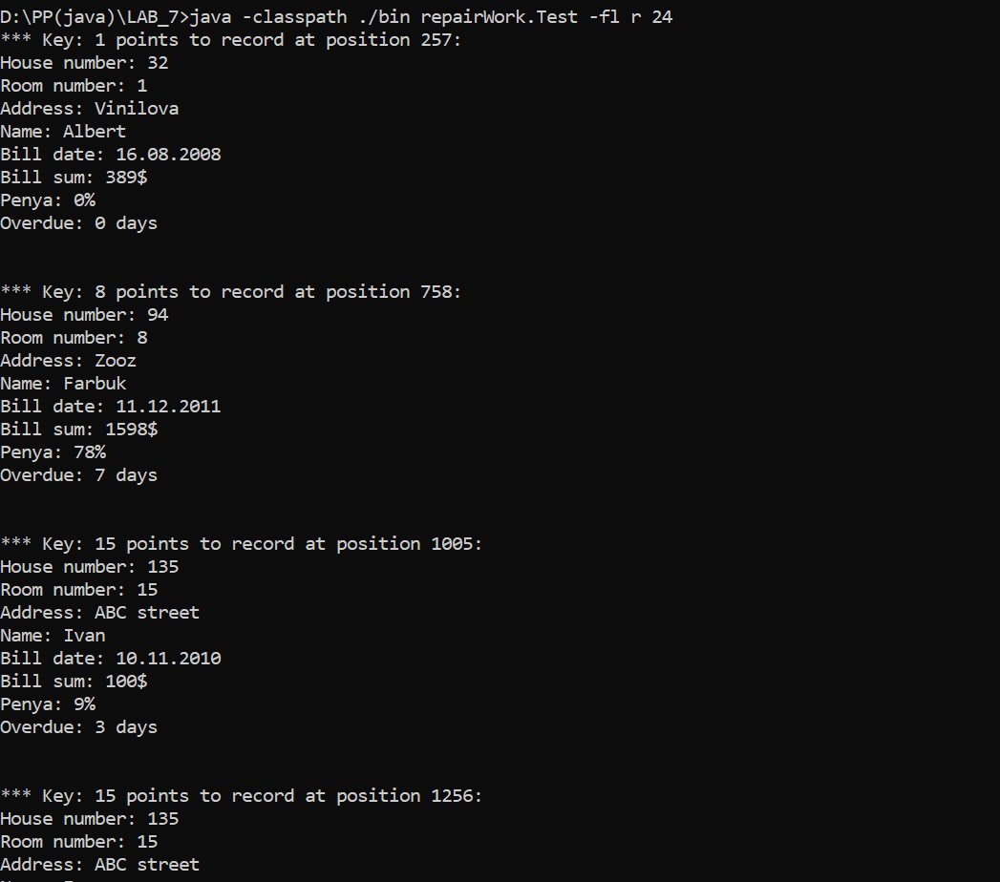 D:\PP(java)\LAB_7>java -classpath ./bin repairWork.Test -fl r 24
*** Key: 1 points to record at position 257:
House number: 32
Room number: 1
Address: Vinilova
Name: Albert
Bill date: 16.08.2008
Bill sum: 389$
Penya: 0%
Overdue: 0 days
*** Key: 8 points to record at position 758:
House number: 94
Room number: 8
Address: Zooz
Name: Farbuk
Bill date: 11.12.2011
Bill sum: 1598$
Penya: 78%
Overdue: 7 days
*** Key: 15 points to record at position 1005:
House number: 135
Room number: 15
Address: ABC street
Name: Ivan
Bill date: 10.11.2010
Bill sum: 100$
Penya: 9%
Overdue: 3 days
*** Key: 15 points to record at position 1256:
House number: 135
Room number: 15
Address: ABC street